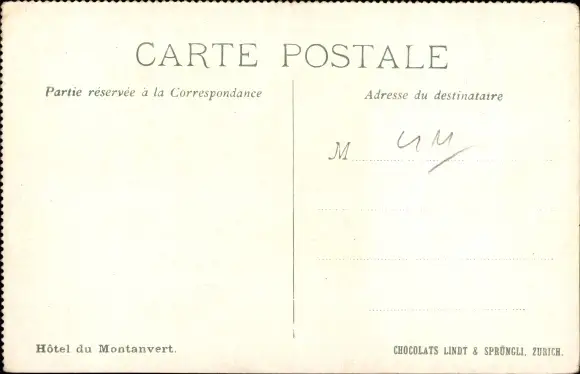 CARTE POSTALE
Partie réservée à la Correspondance
Adresse du destinataire
M
Hôtel du Montanvert.
CHOCOLATS LINDT & SPRÜNGLI, ZURICH.